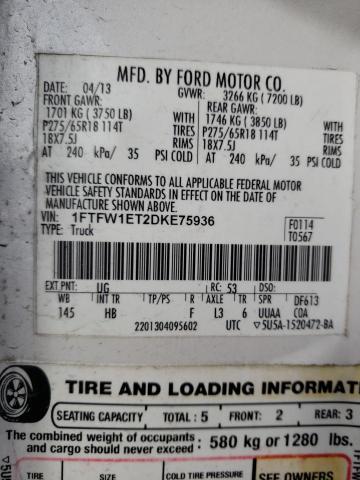 MFD. BY FORD MOTOR CO.
DATE: 04/13 GVWR: 3266 KG ( 7200 LB)
FRONT GAWR: REAR GAWR:
1701 KG ( 3750 LB) 1746 KG ( 3850 LB)
P275/65R18 114T TIRES P275/65R18 114T TIRES
18X7.5J RIMS 18X7.5J RIMS
AT 240 kPa/ 35 PSI COLD AT 240 kPa/ 35 PSI COLD
THIS VEHICLE CONFORMS TO ALL APPLICABLE FEDERAL MOTOR
VEHICLE SAFETY STANDARDS IN EFFECT ON THE DATE OF
MANUFACTURE SHOWN ABOVE.
VIN: 1FTFW1ET2DKE75936 F0114
TYPE: Truck T0567
EXT PNT: UG RC: 53 DSO:
WB INT TR TP/PS R AXLE TR SPR DF613
145 HB F L3 6 UUAA COA
2201304095602 UTC 5U5A-1520472-BA
TIRE AND LOADING INFORMAT
SEATING CAPACITY TOTAL : 5 FRONT: 2 REAR: 3
The combined weight of occupants
and cargo should never exceed : 580 kg or 1280 lbs.
TIRE SIZE COLD TIRE PRESSURE SEE OWNERS